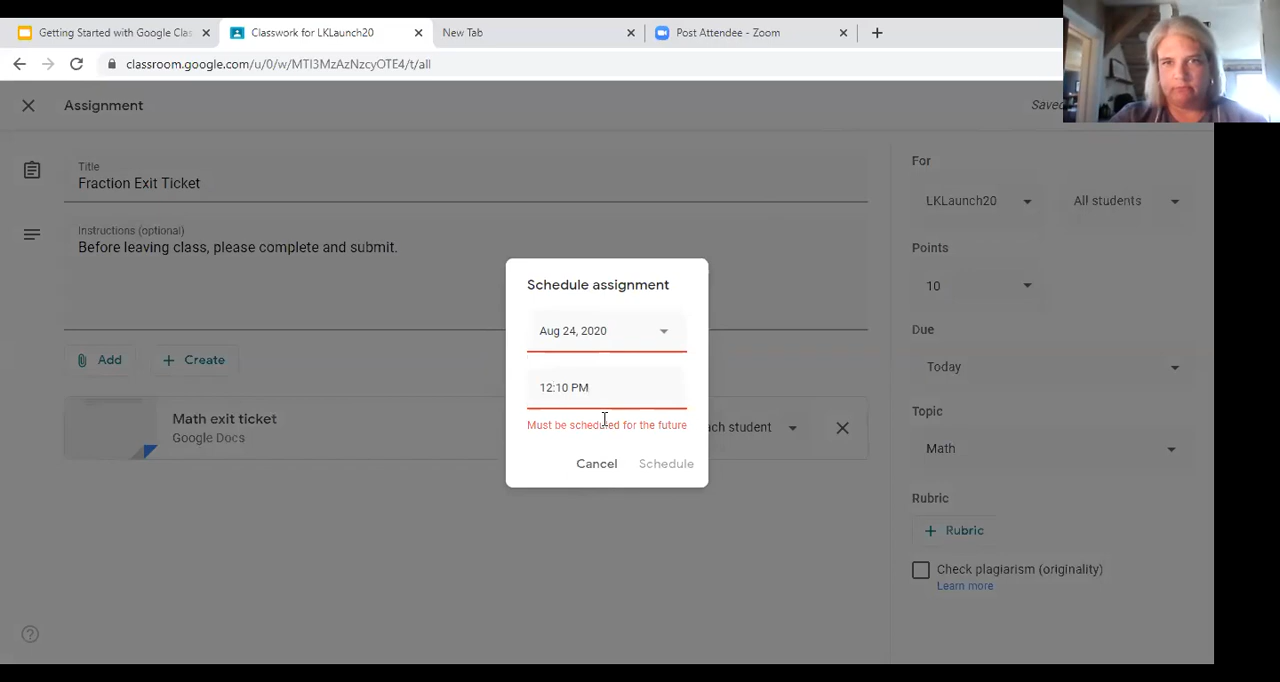 Getting Started with Google Clas
Classwork for LKLaunch20
New Tab
Post Attendee - Zoom
classroom.google.com/u/0/w/MTI3MzAzNzcyOTE4/t/all
Assignment
Saved
Title
Fraction Exit Ticket
Instructions (optional)
Before leaving class, please complete and submit.
Add
Create
Math exit ticket
Google Docs
ach student
Schedule assignment
Aug 24, 2020
12:10 PM
Must be scheduled for the future
Cancel
Schedule
For
LKLaunch20
All students
Points
10
Due
Today
Topic
Math
Rubric
Rubric
Check plagiarism (originality)
Learn more